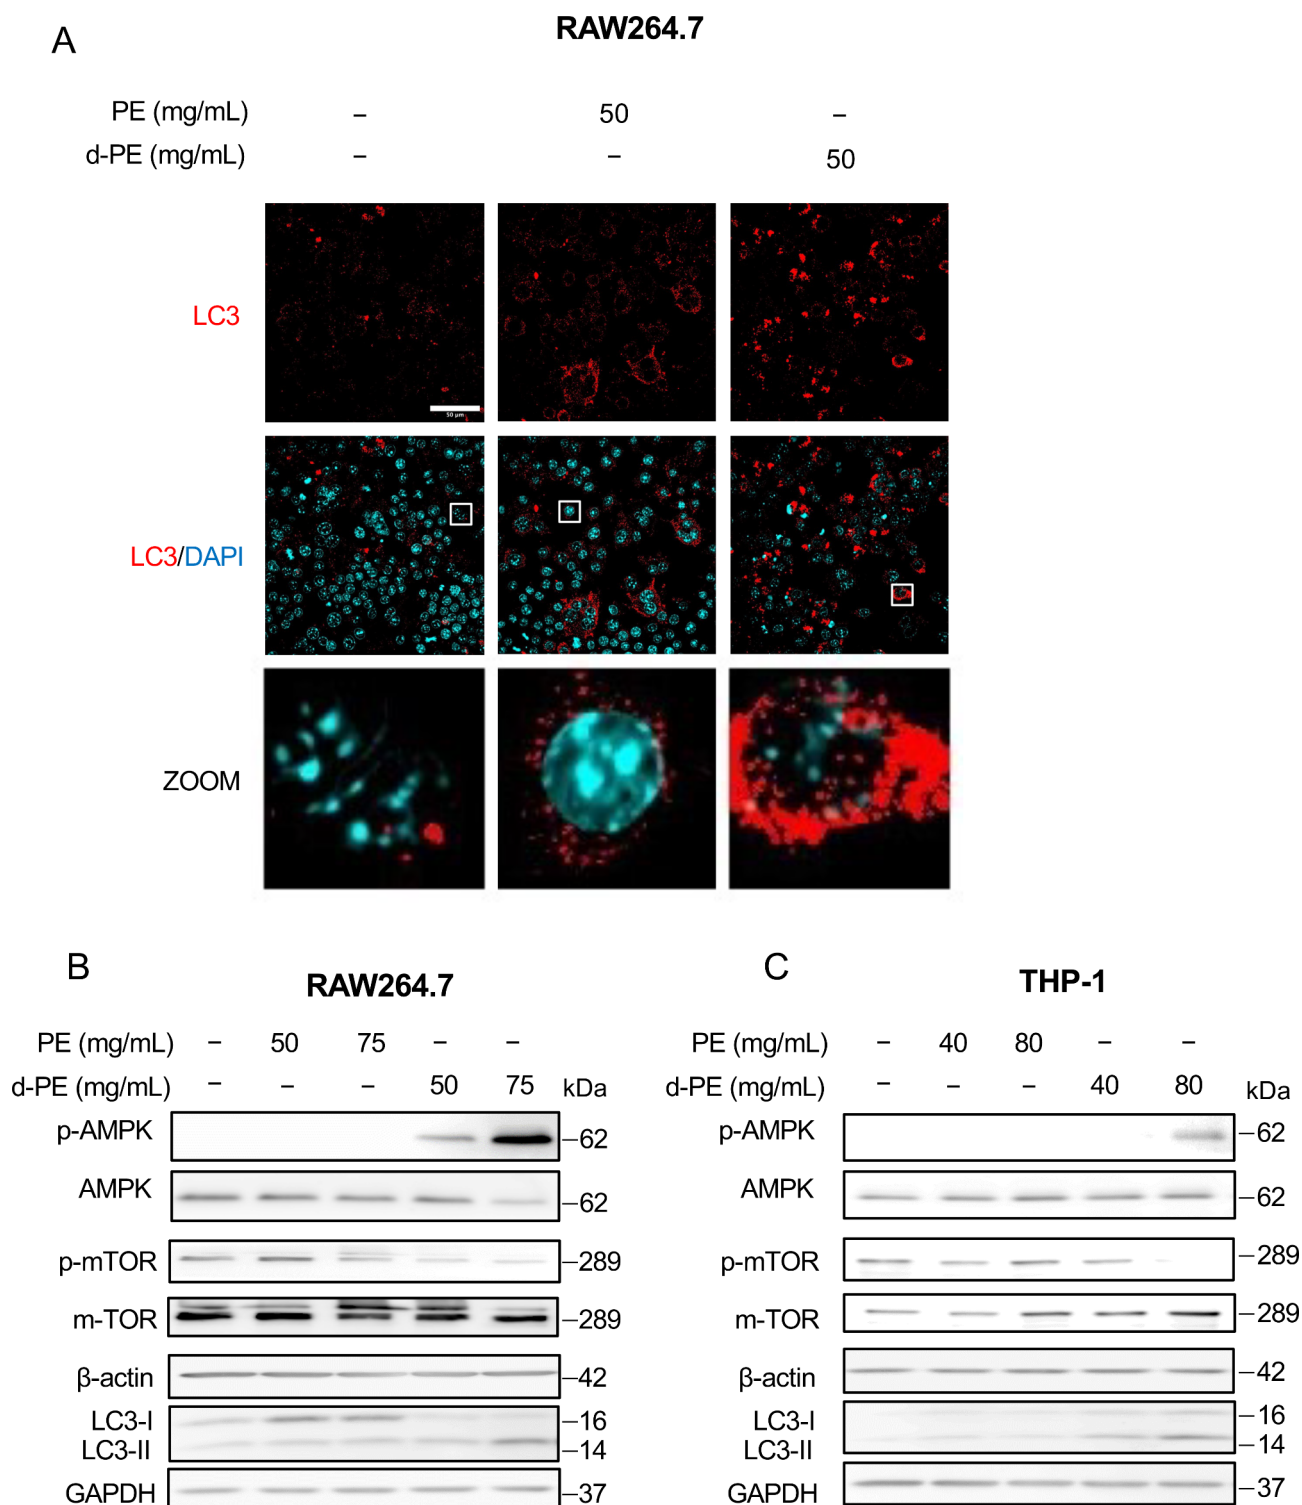 A
RAW264.7
PE (mg/mL) – 50 –
d-PE (mg/mL) – – 50
LC3
50 μm
LC3/DAPI
ZOOM
B
RAW264.7
PE (mg/mL) – 50 75 – –
d-PE (mg/mL) – – – 50 75 kDa
p-AMPK –62
AMPK –62
p-mTOR –289
m-TOR –289
β-actin –42
LC3-I –16
LC3-II –14
GAPDH –37
C
THP-1
PE (mg/mL) – 40 80 – –
d-PE (mg/mL) – – – 40 80 kDa
p-AMPK –62
AMPK –62
p-mTOR –289
m-TOR –289
β-actin –42
LC3-I –16
LC3-II –14
GAPDH –37